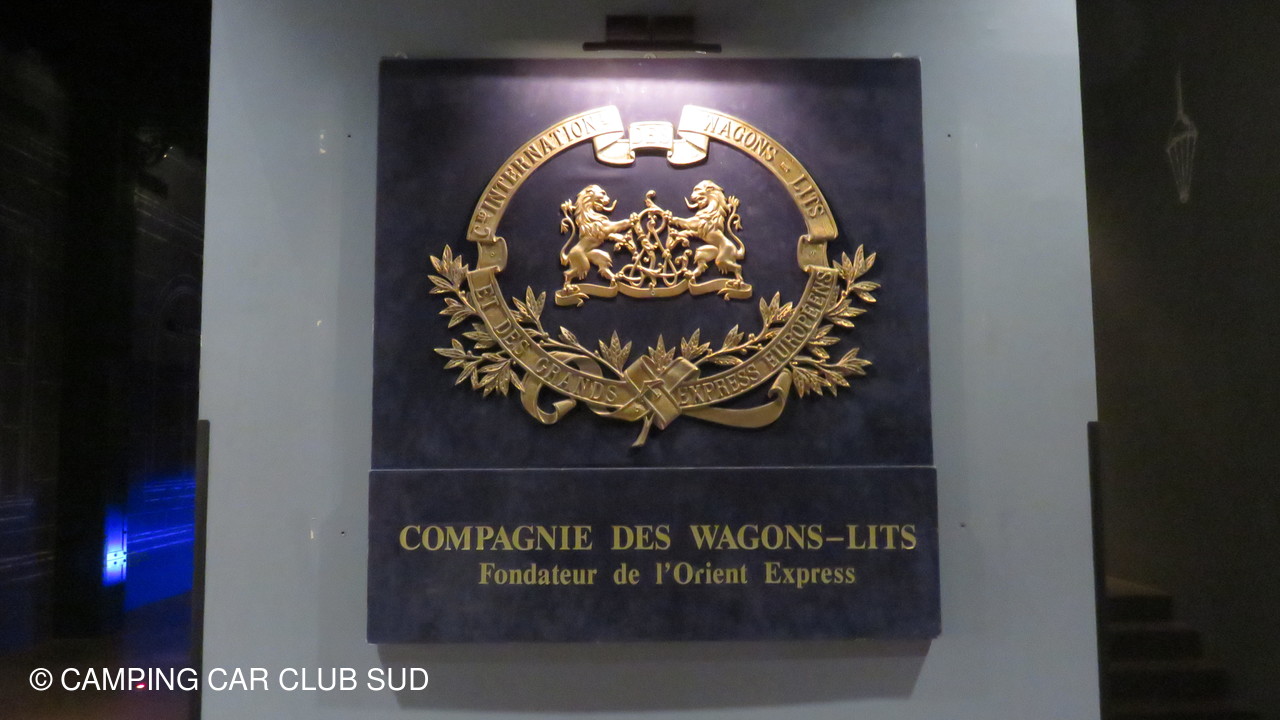 Cie INTERNATIONLE DES WAGONS-LITS
ET DES GRANDS EXPRESS EUROPÉENS
COMPAGNIE DES WAGONS-LITS
Fondateur de l'Orient Express
© CAMPING CAR CLUB SUD